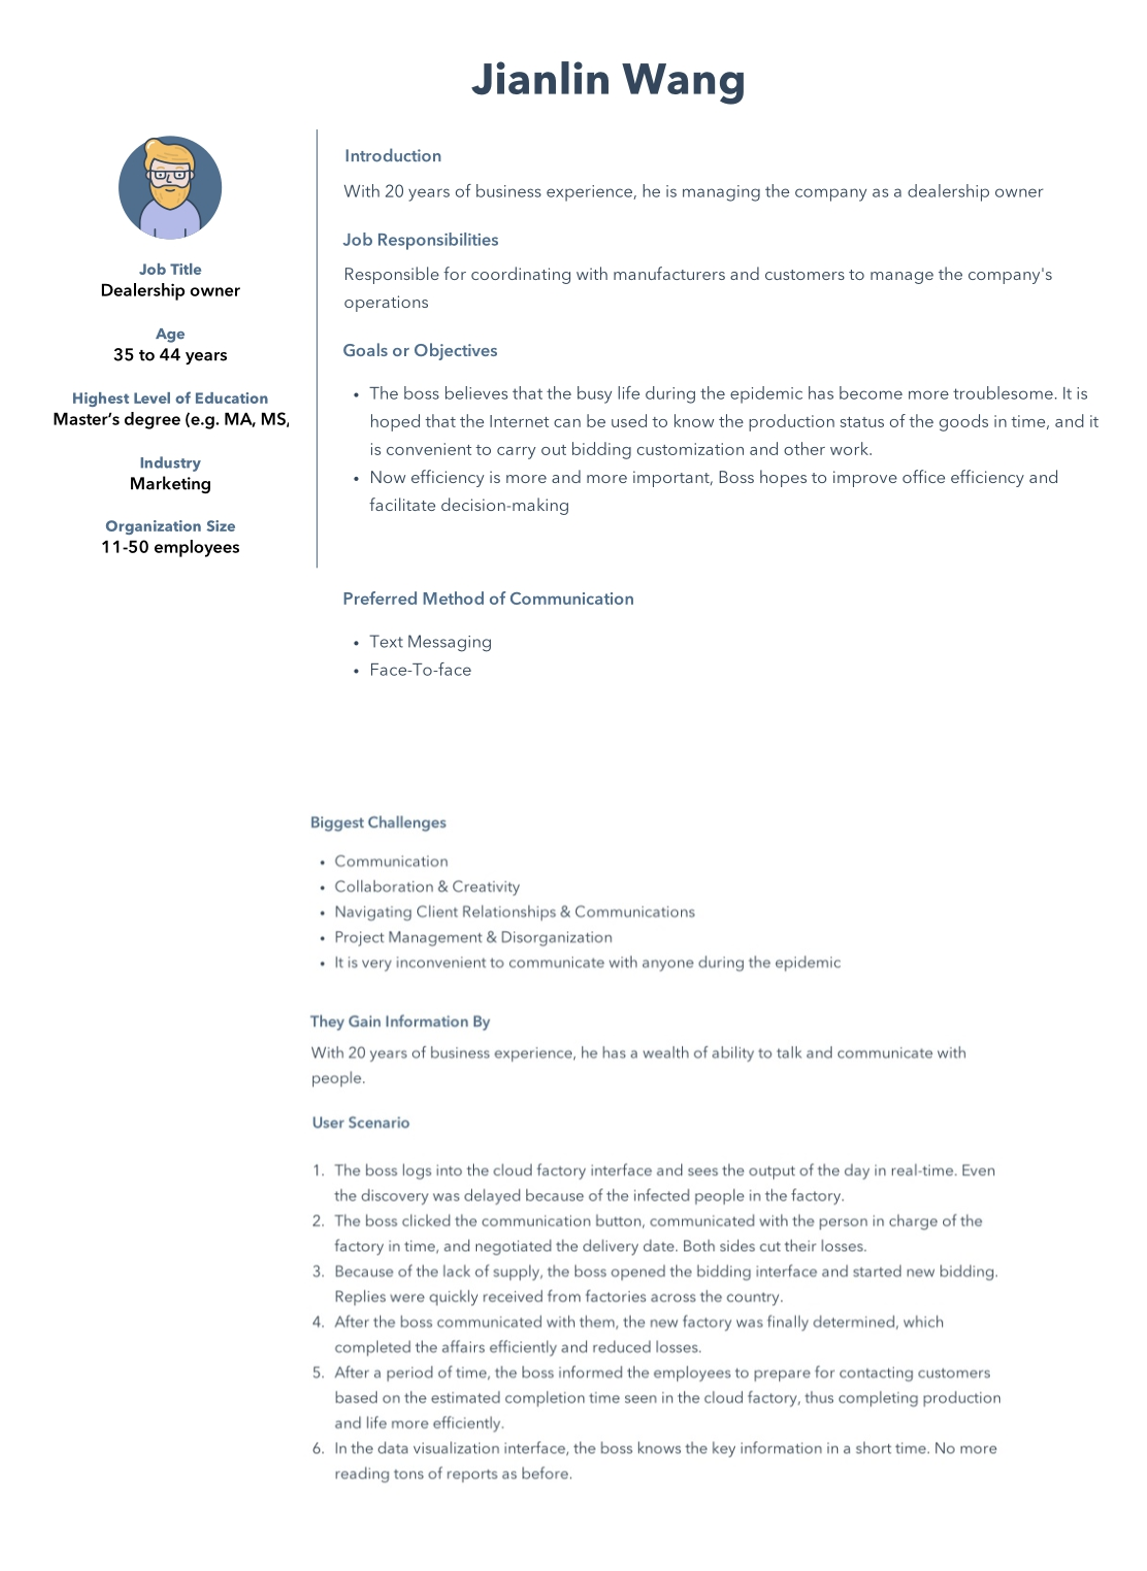 Jianlin Wang
Job Title
Dealership owner
Age
35 to 44 years
Highest Level of Education
Master's degree (e.g. MA, MS,
Industry
Marketing
Organization Size
11-50 employees
Introduction
With 20 years of business experience, he is managing the company as a dealership owner
Job Responsibilities
Responsible for coordinating with manufacturers and customers to manage the company's
operations
Goals or Objectives
• The boss believes that the busy life during the epidemic has become more troublesome. It is
hoped that the Internet can be used to know the production status of the goods in time, and it
is convenient to carry out bidding customization and other work.
• Now efficiency is more and more important, Boss hopes to improve office efficiency and
facilitate decision-making
Preferred Method of Communication
• Text Messaging
• Face-To-face
Biggest Challenges
• Communication
• Collaboration & Creativity
• Navigating Client Relationships & Communications
• Project Management & Disorganization
• It is very inconvenient to communicate with anyone during the epidemic
They Gain Information By
With 20 years of business experience, he has a wealth of ability to talk and communicate with
people.
User Scenario
1. The boss logs into the cloud factory interface and sees the output of the day in real-time. Even
the discovery was delayed because of the infected people in the factory.
2. The boss clicked the communication button, communicated with the person in charge of the
factory in time, and negotiated the delivery date. Both sides cut their losses.
3. Because of the lack of supply, the boss opened the bidding interface and started new bidding.
Replies were quickly received from factories across the country.
4. After the boss communicated with them, the new factory was finally determined, which
completed the affairs efficiently and reduced losses.
5. After a period of time, the boss informed the employees to prepare for contacting customers
based on the estimated completion time seen in the cloud factory, thus completing production
and life more efficiently.
6. In the data visualization interface, the boss knows the key information in a short time. No more
reading tons of reports as before.